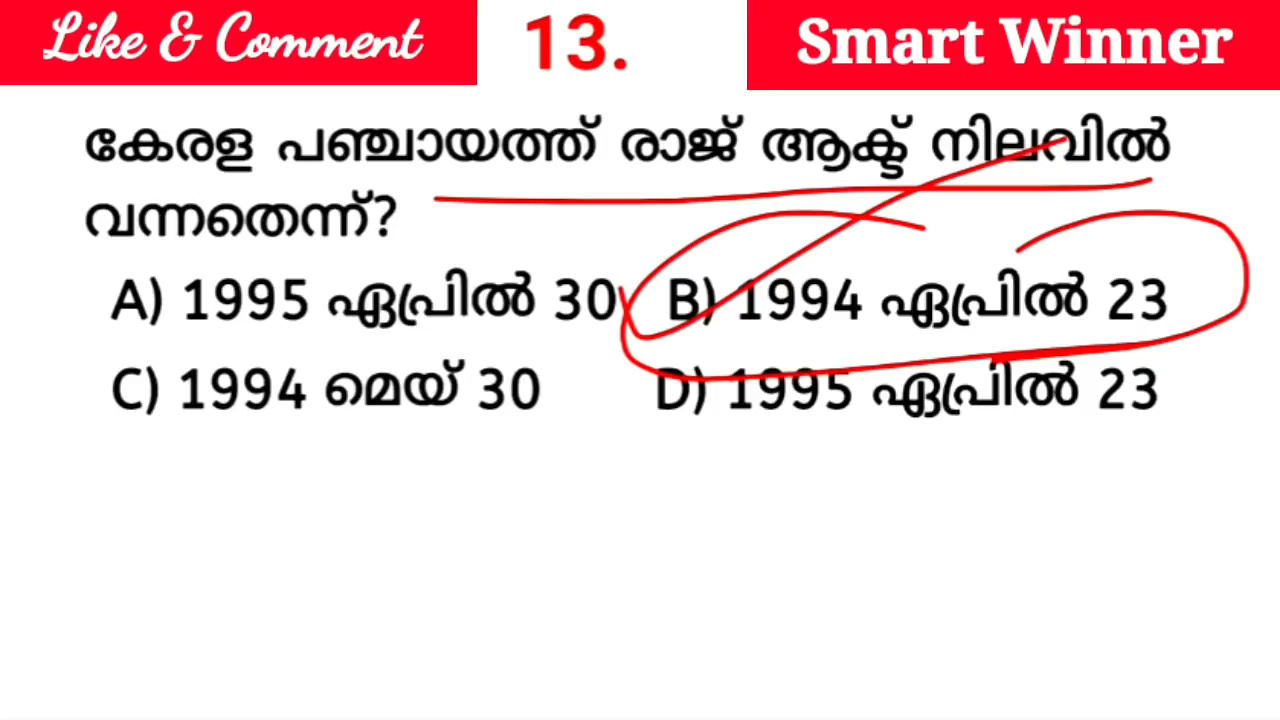 Like & Comment
13.
Smart Winner
കേരള പഞ്ചായത്ത് രാജ് ആക്ട് നിലവിൽ
വന്നതെന്ന്?
A) 1995 ഏപ്രിൽ 30 B) 1994 ഏപ്രിൽ 23
C) 1994 മെയ് 30 D) 1995 ഏപ്രിൽ 23